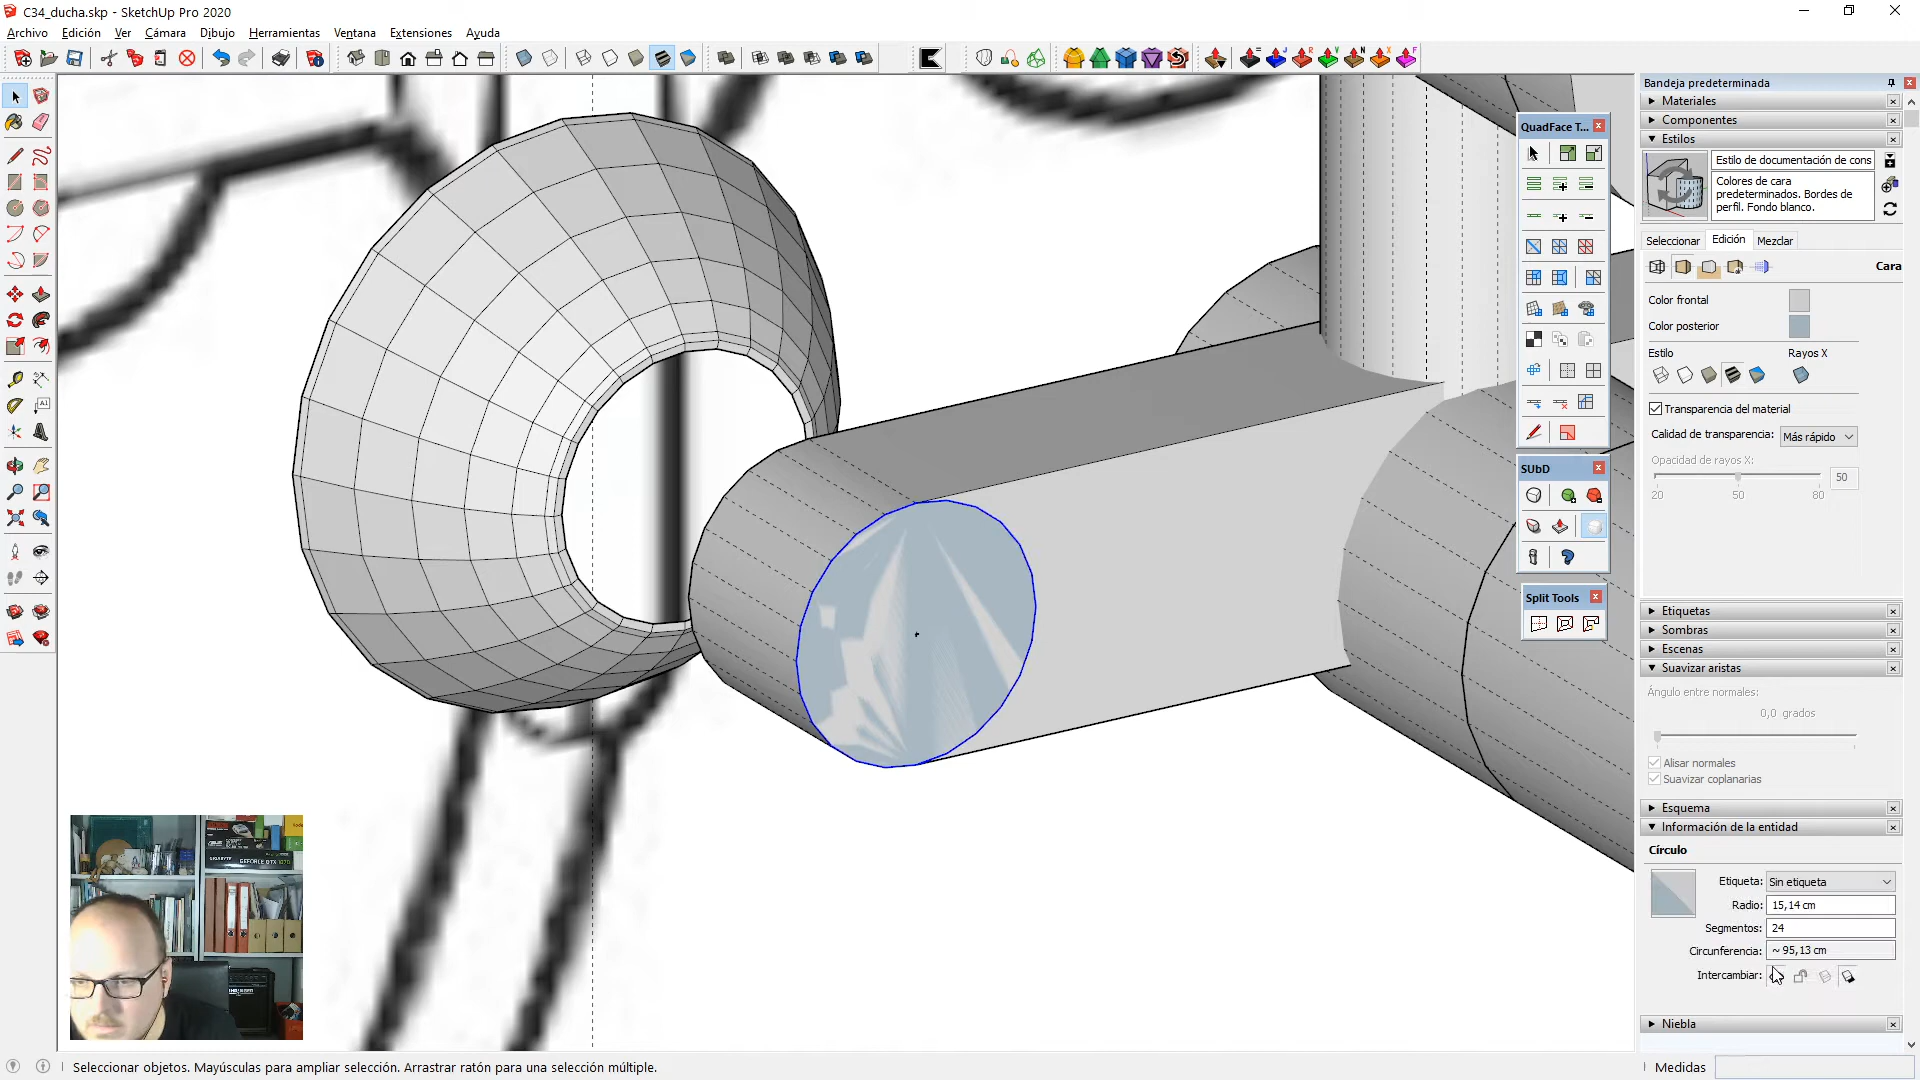 C34_ducha.skp - SketchUp Pro 2020
Archivo Edición Ver Cámara Dibujo Herramientas Ventana Extensiones Ayuda
Bandeja predeterminada
Materiales
Componentes
Estilos
Estilo de documentación de cons
Colores de cara
predeterminados. Bordes de
perfil. Fondo blanco.
Seleccionar Edición Mezclar
Cara
Color frontal
Color posterior
Estilo Rayos X
Transparencia del material
Calidad de transparencia: Más rápido
Opacidad de rayos X:
50
20 50 80
Etiquetas
Sombras
Escenas
Suavizar aristas
Ángulo entre normales:
0,0 grados
Alisar normales
Suavizar coplanarias
Esquema
Información de la entidad
Círculo
Etiqueta: Sin etiqueta
Radio: 15,14 cm
Segmentos: 24
Circunferencia: ~ 95,13 cm
Intercambiar:
Niebla
QuadFace T...
SUbD
Split Tools
GIGABYTE
GEFORCE GTX 1070
Seleccionar objetos. Mayúsculas para ampliar selección. Arrastrar ratón para una selección múltiple.
Medidas